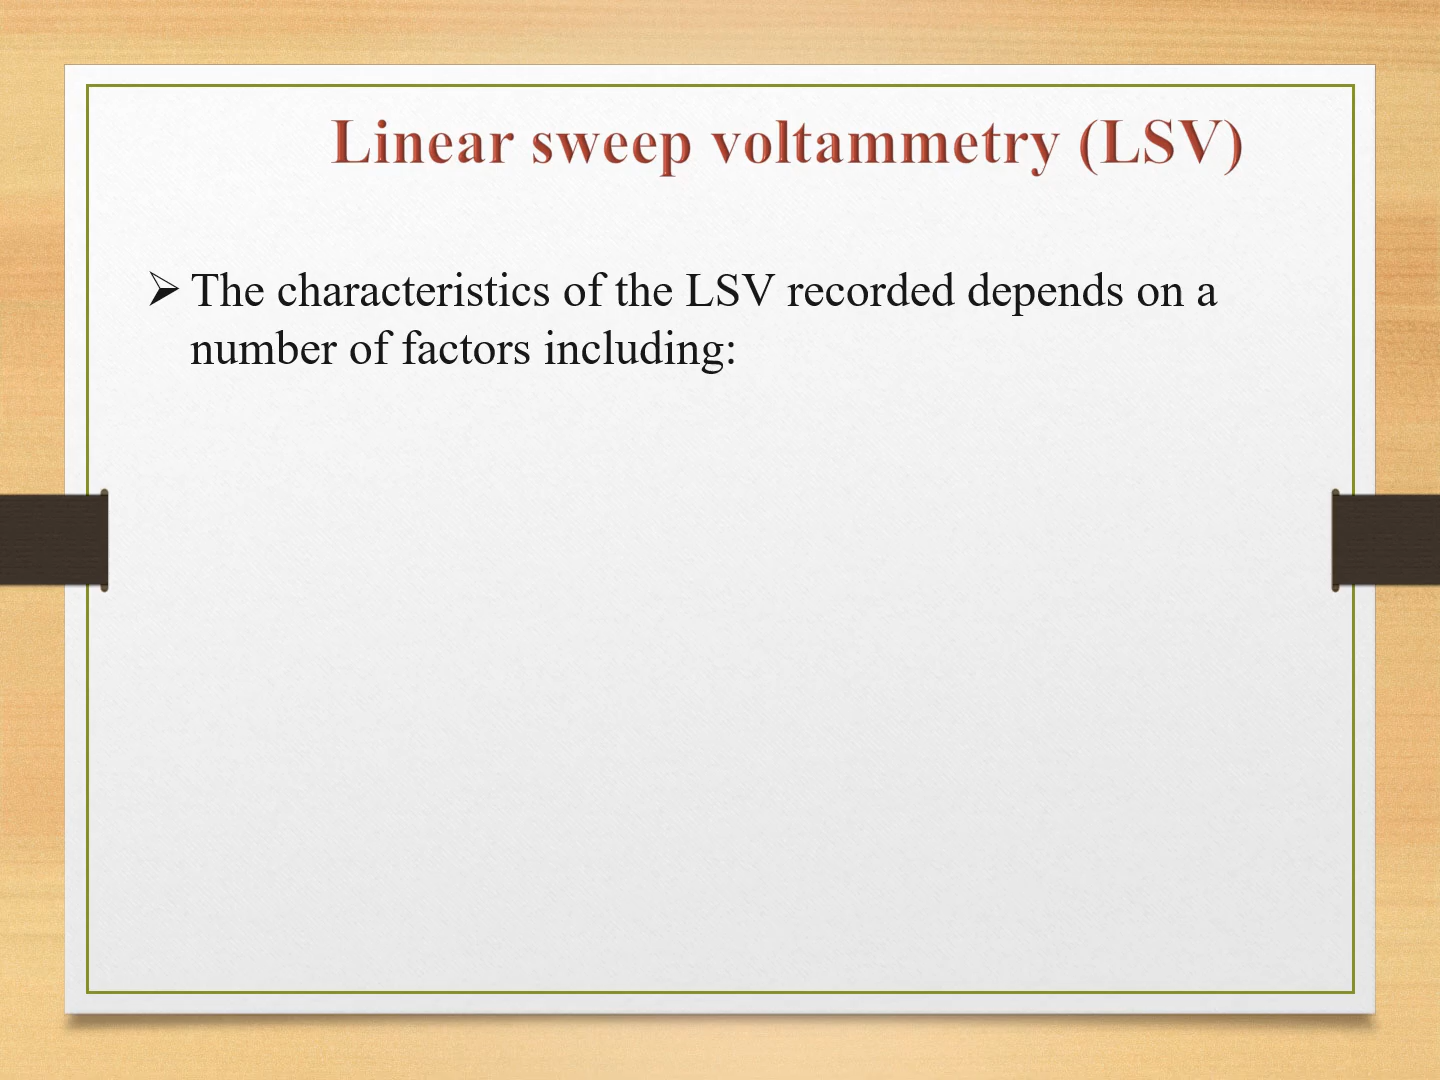 Linear sweep voltammetry (LSV)
➢ The characteristics of the LSV recorded depends on a
number of factors including: